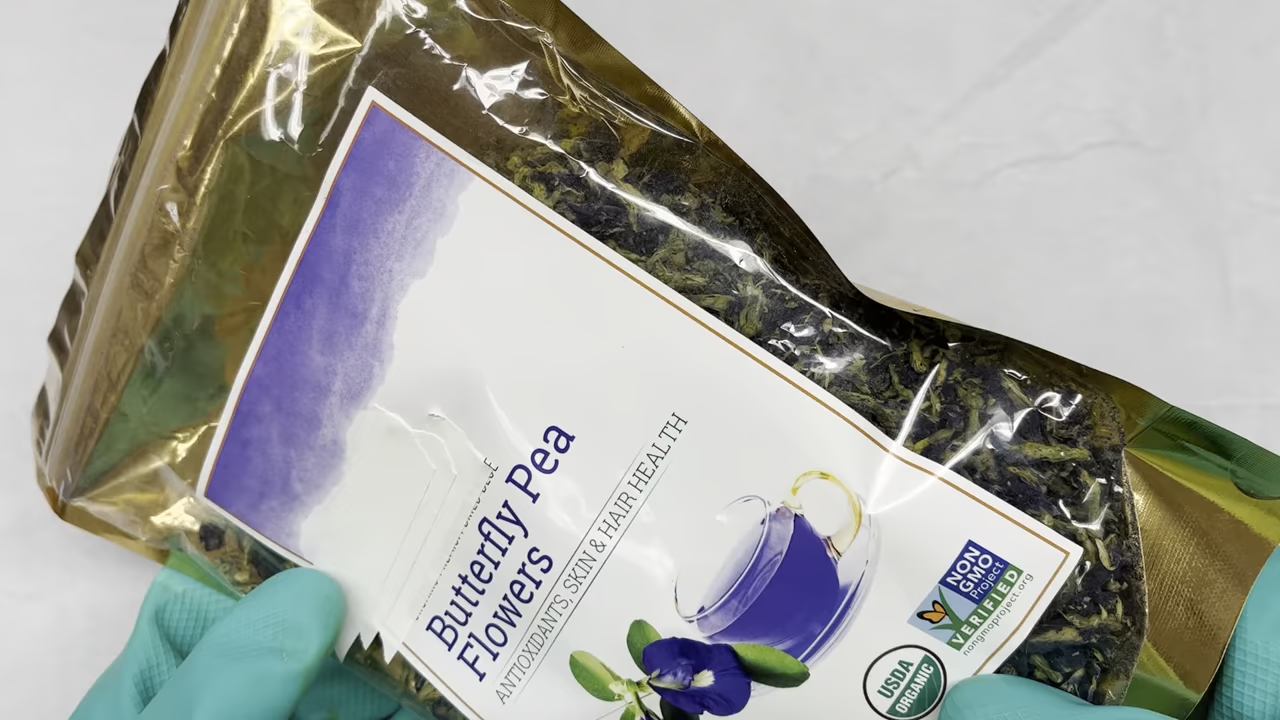 Butterfly Pea
Flowers
ANTIOXIDANTS, SKIN & HAIR HEALTH
NON
GMO
Project
VERIFIED
nongmoproject.org
USDA
ORGANIC